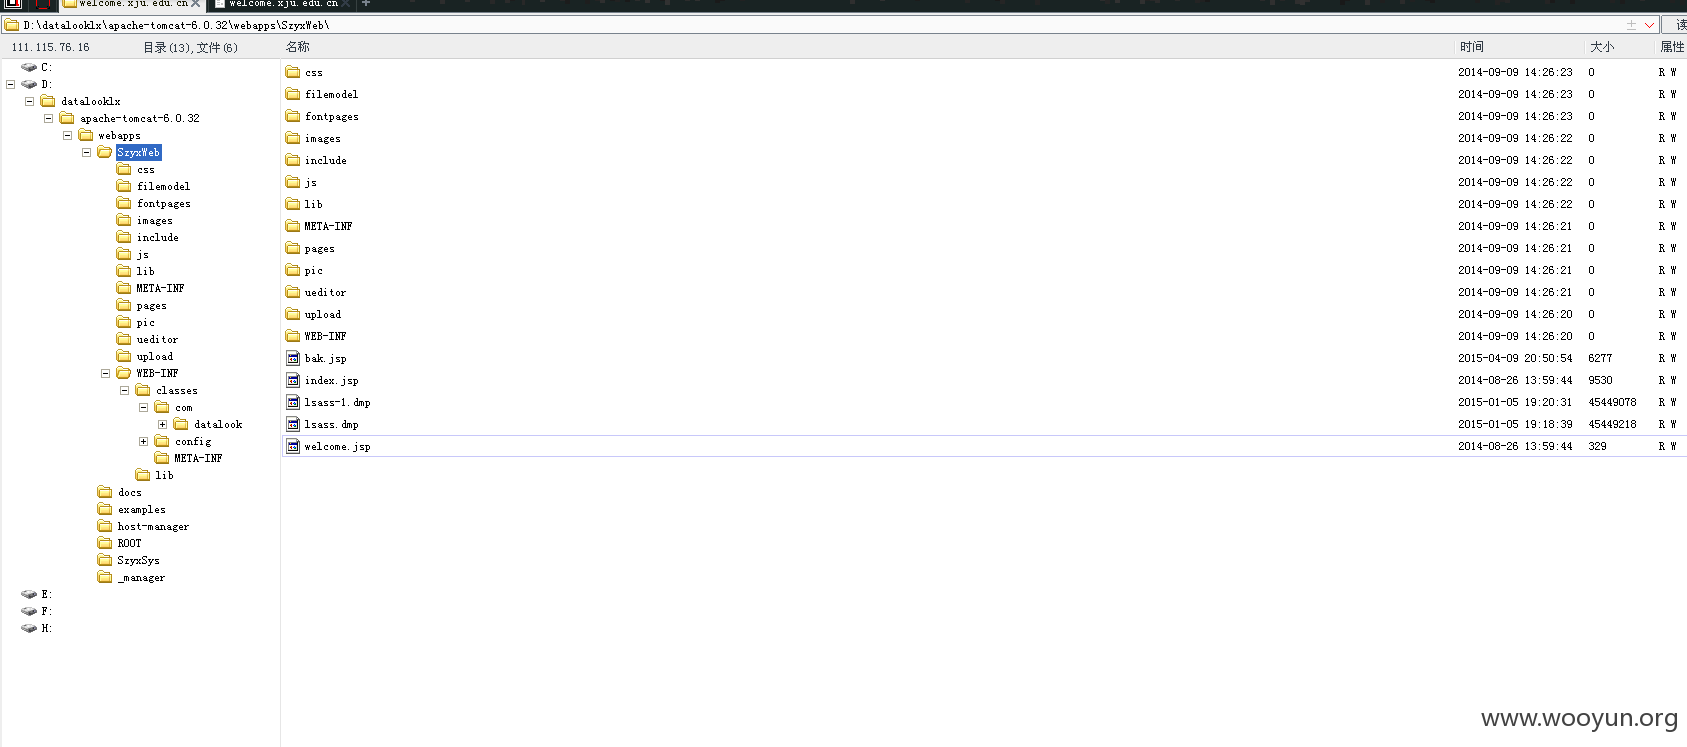 welcome.xju.edu.cn welcome.xju.edu.cn
D:\datalooklx\apache-tomcat-6.0.32\webapps\SzyxWeb\ 读
111.115.76.16 目录(13),文件(6) 名称 时间 大小 属性
C:
D:
datalooklx
apache-tomcat-6.0.32
webapps
SzyxWeb
css
filemodel
fontpages
images
include
js
lib
META-INF
pages
pic
ueditor
upload
WEB-INF
classes
com
datalook
config
META-INF
lib
docs
examples
host-manager
ROOT
SzyxSys
_manager
E:
F:
H:
css 2014-09-09 14:26:23 0 R W
filemodel 2014-09-09 14:26:23 0 R W
fontpages 2014-09-09 14:26:23 0 R W
images 2014-09-09 14:26:22 0 R W
include 2014-09-09 14:26:22 0 R W
js 2014-09-09 14:26:22 0 R W
lib 2014-09-09 14:26:22 0 R W
META-INF 2014-09-09 14:26:21 0 R W
pages 2014-09-09 14:26:21 0 R W
pic 2014-09-09 14:26:21 0 R W
ueditor 2014-09-09 14:26:21 0 R W
upload 2014-09-09 14:26:20 0 R W
WEB-INF 2014-09-09 14:26:20 0 R W
bak.jsp 2015-04-09 20:50:54 6277 R W
index.jsp 2014-08-26 13:59:44 9530 R W
lsass-1.dmp 2015-01-05 19:20:31 45449078 R W
lsass.dmp 2015-01-05 19:18:39 45449218 R W
welcome.jsp 2014-08-26 13:59:44 329 R W
www.wooyun.org